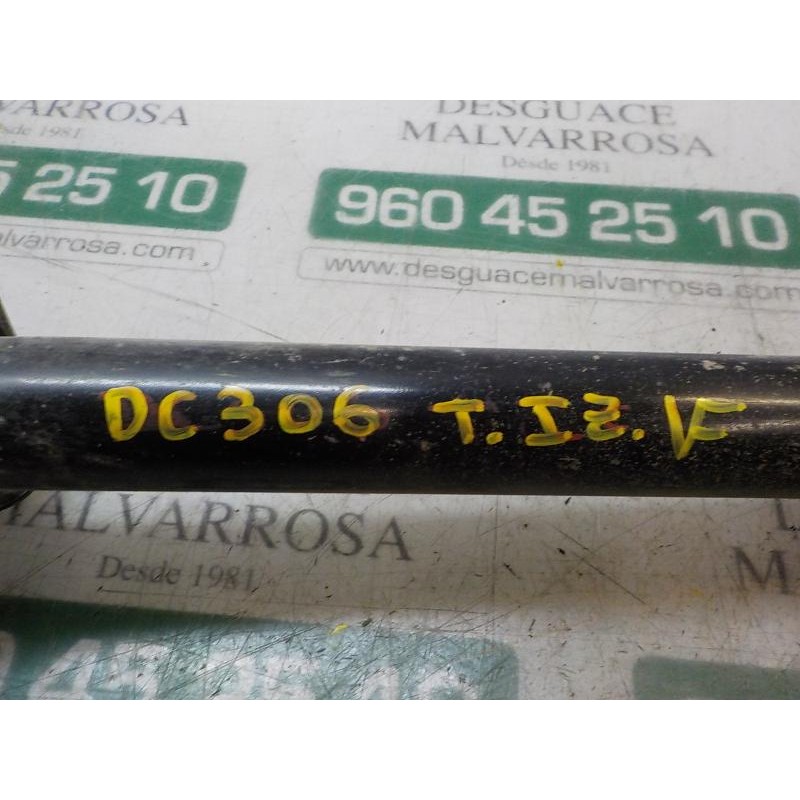 VARROSA
Desde 1981
DESGUACE
MALVARROSA
Desde 1981
5 25 10
960 45 25 10
alvarrosa.com
www.desguacemalvarrosa.com
DC306 T.IZ.VF
MALVARROSA
Desde 1981
M